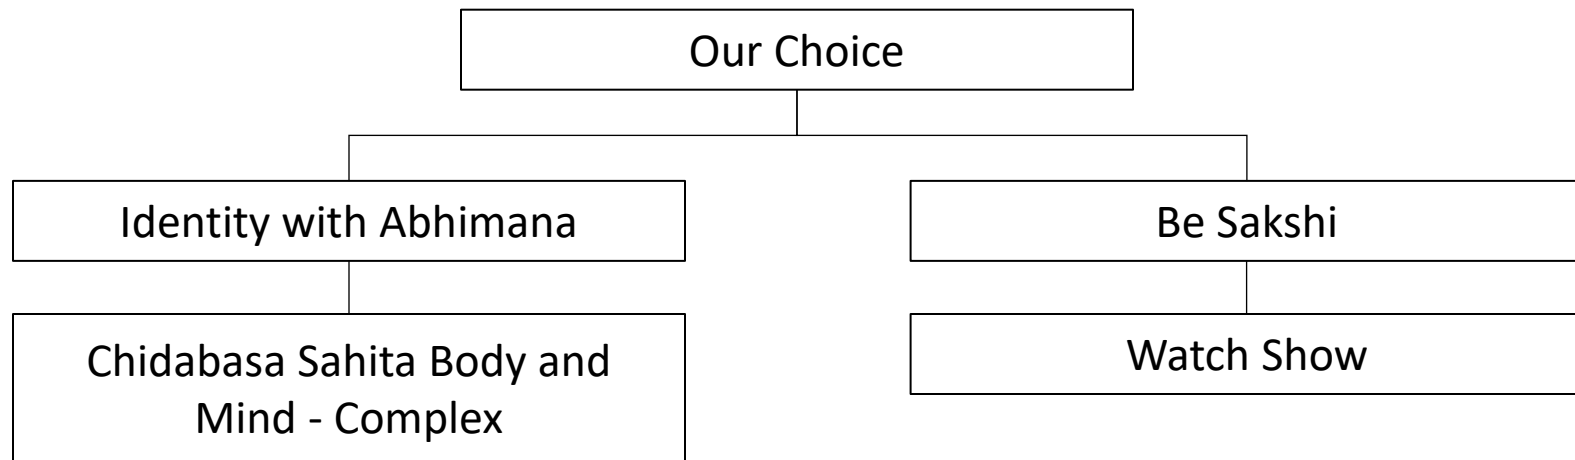 Our Choice
Identity with Abhimana
Be Sakshi
Chidabasa Sahita Body and
Mind - Complex
Watch Show